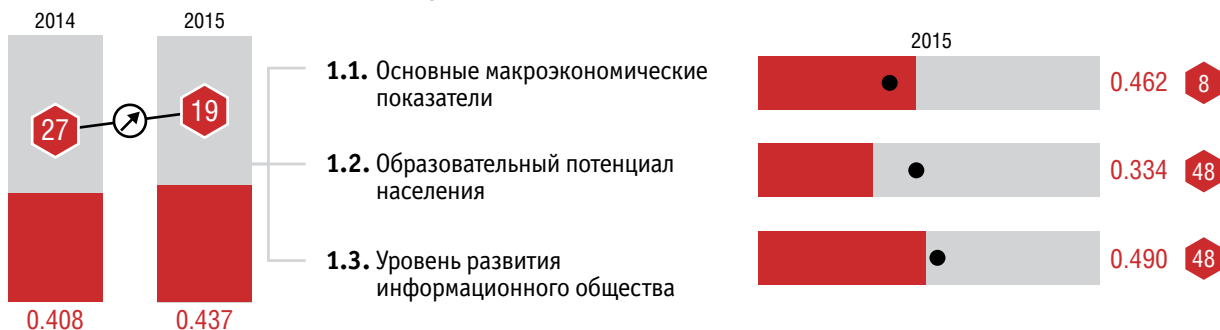 2014
2015
27
19
0.408
0.437
1.1. Основные макроэкономические
показатели
1.2. Образовательный потенциал
населения
1.3. Уровень развития
информационного общества
2015
0.462
8
0.334
48
0.490
48